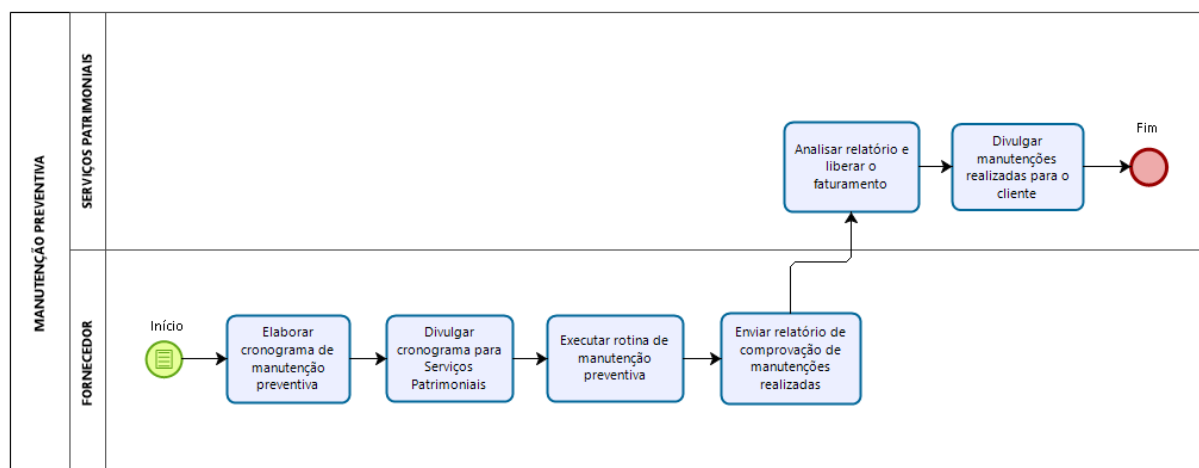 MANUTENÇÃO PREVENTIVA
SERVIÇOS PATRIMONIAIS
Analisar relatório e
liberar o
faturamento
Divulgar
manutenções
realizadas para o
cliente
Fim
FORNECEDOR
Início
Elaborar
cronograma de
manutenção
preventiva
Divulgar
cronograma para
Serviços
Patrimoniais
Executar rotina de
manutenção
preventiva
Enviar relatório de
comprovação de
manutenções
realizadas